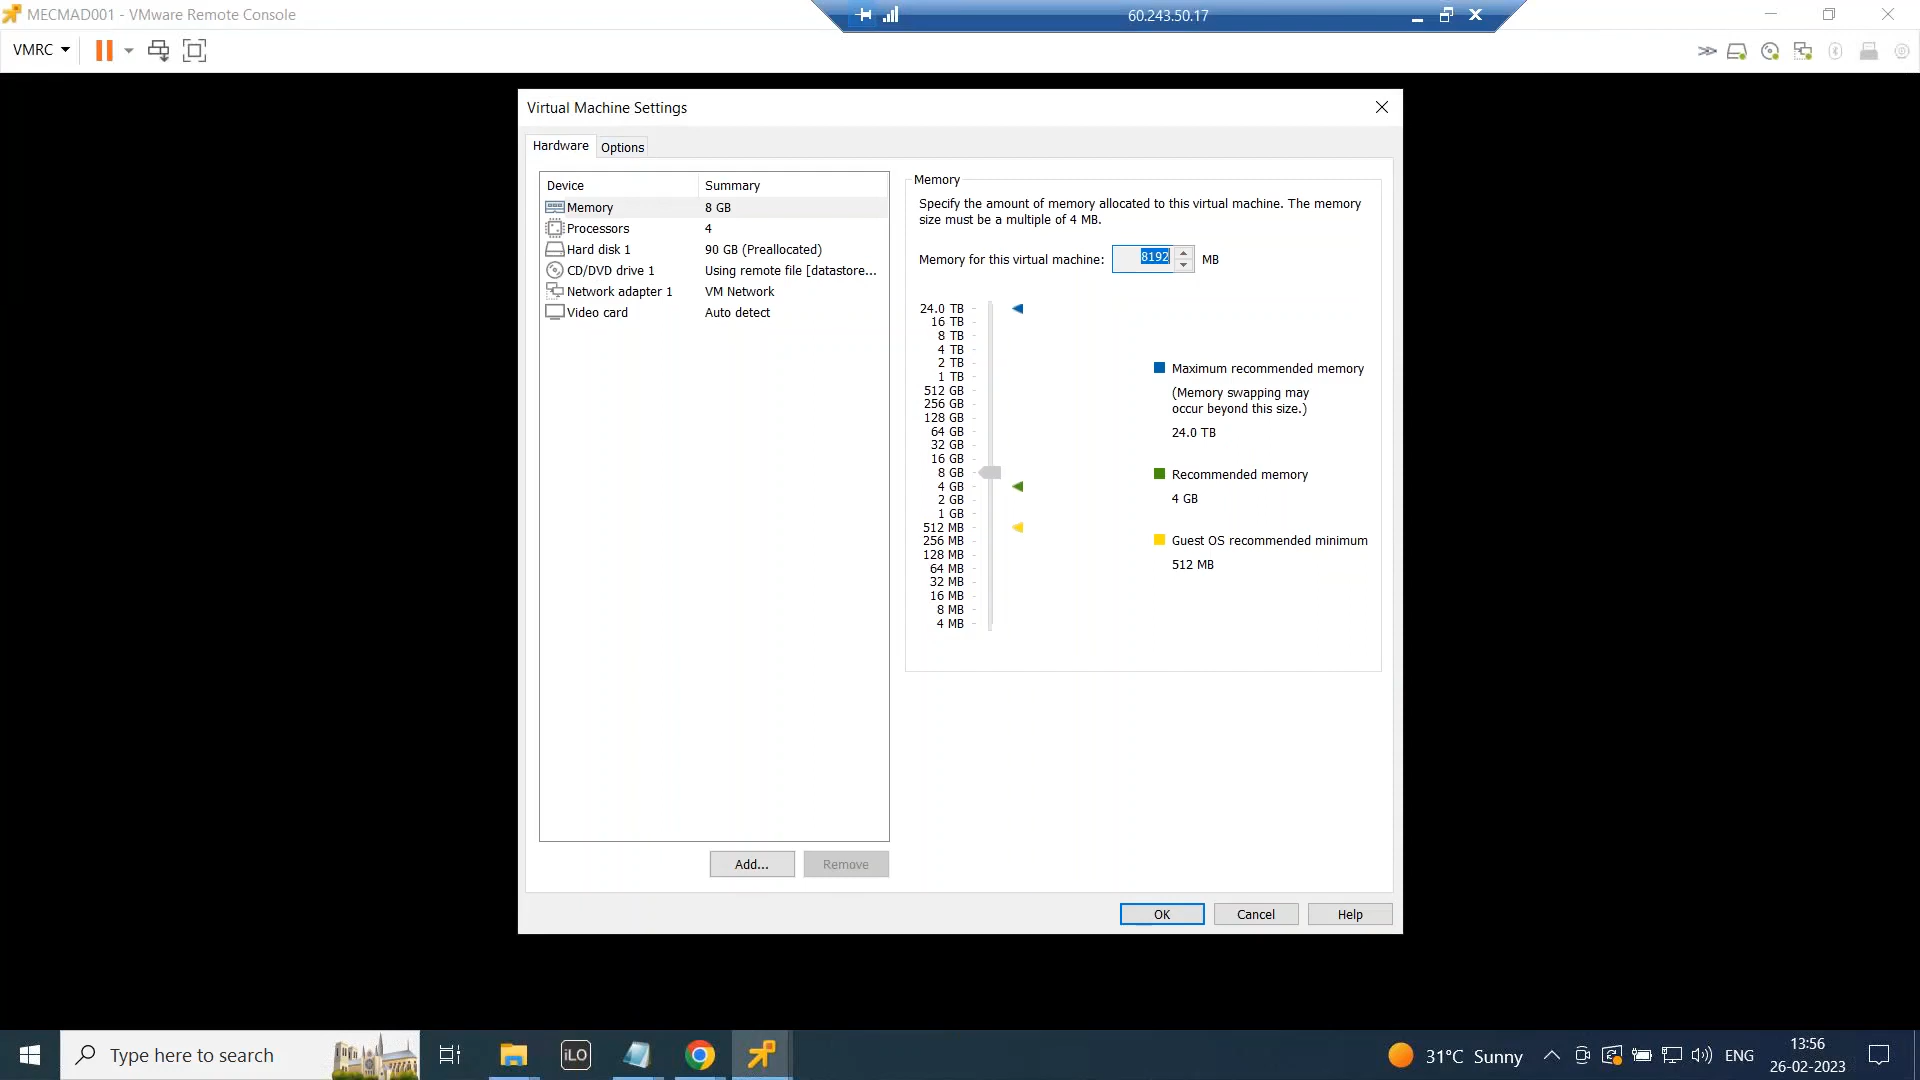 MECMAD001 - VMware Remote Console
60.243.50.17
VMRC
Virtual Machine Settings
Hardware
Options
Device Summary
Memory 8 GB
Processors 4
Hard disk 1 90 GB (Preallocated)
CD/DVD drive 1 Using remote file [datastore...
Network adapter 1 VM Network
Video card Auto detect
Add...
Remove
Memory
Specify the amount of memory allocated to this virtual machine. The memory
size must be a multiple of 4 MB.
Memory for this virtual machine: 8192 MB
24.0 TB
16 TB
8 TB
4 TB
2 TB
1 TB
512 GB
256 GB
128 GB
64 GB
32 GB
16 GB
8 GB
4 GB
2 GB
1 GB
512 MB
256 MB
128 MB
64 MB
32 MB
16 MB
8 MB
4 MB
Maximum recommended memory
(Memory swapping may
occur beyond this size.)
24.0 TB
Recommended memory
4 GB
Guest OS recommended minimum
512 MB
OK
Cancel
Help
Type here to search
iLO
31°C Sunny
ENG
13:56
26-02-2023